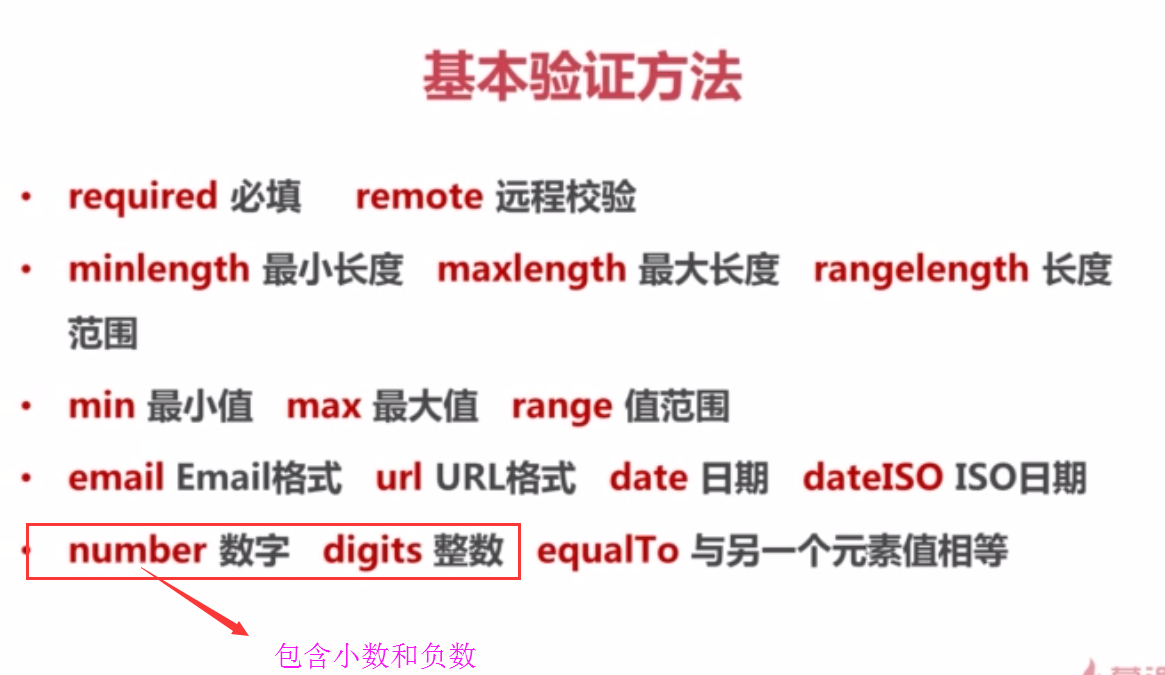 基本验证方法
• required 必填 remote 远程校验
• minlength 最小长度 maxlength 最大长度 rangelength 长度
范围
• min 最小值 max 最大值 range 值范围
• email Email格式 url URL格式 date 日期 dateISO ISO日期
• number 数字 digits 整数 equalTo 与另一个元素值相等
包含小数和负数